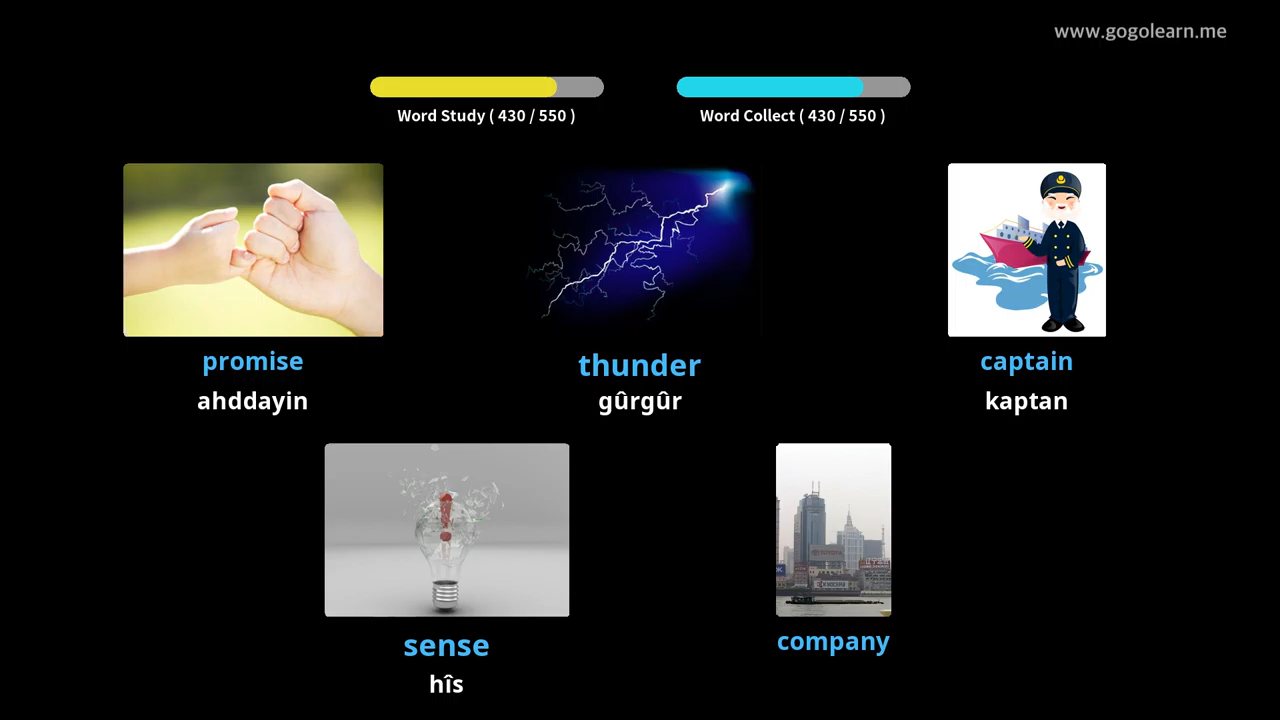 www.gogolearn.me
Word Study ( 430 / 550 )
Word Collect ( 430 / 550 )
promise
thunder
captain
ahddayin
gûrgûr
kaptan
TOYOTA
sense
company
hîs